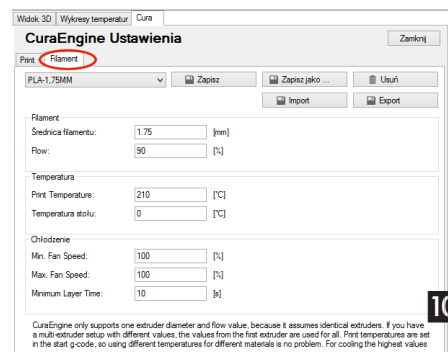 Widok 3D Wykresy temperatur Cura
CuraEngine Ustawienia Zamknij
Print Filament
PLA-1,75MM Zapisz Zapisz jako ... Usuń
Import Export
Filament
Średnica filamentu: 1.75 [mm]
Flow: 90 [%]
Temperatura
Print Temperature: 210 [°C]
Temperatura stołu: 0 [°C]
Chłodzenie
Min. Fan Speed: 100 [%]
Max. Fan Speed: 100 [%]
Minimum Layer Time: 10 [s]
10
CuraEngine only supports one extruder diameter and flow value, because it assumes identical extruders. If you have
a multi-extruder setup with different values, the values from the first extruder are used for all. Print temperatures are set
in the start g-code, so using different temperatures for different materials is no problem. For cooling the highest values